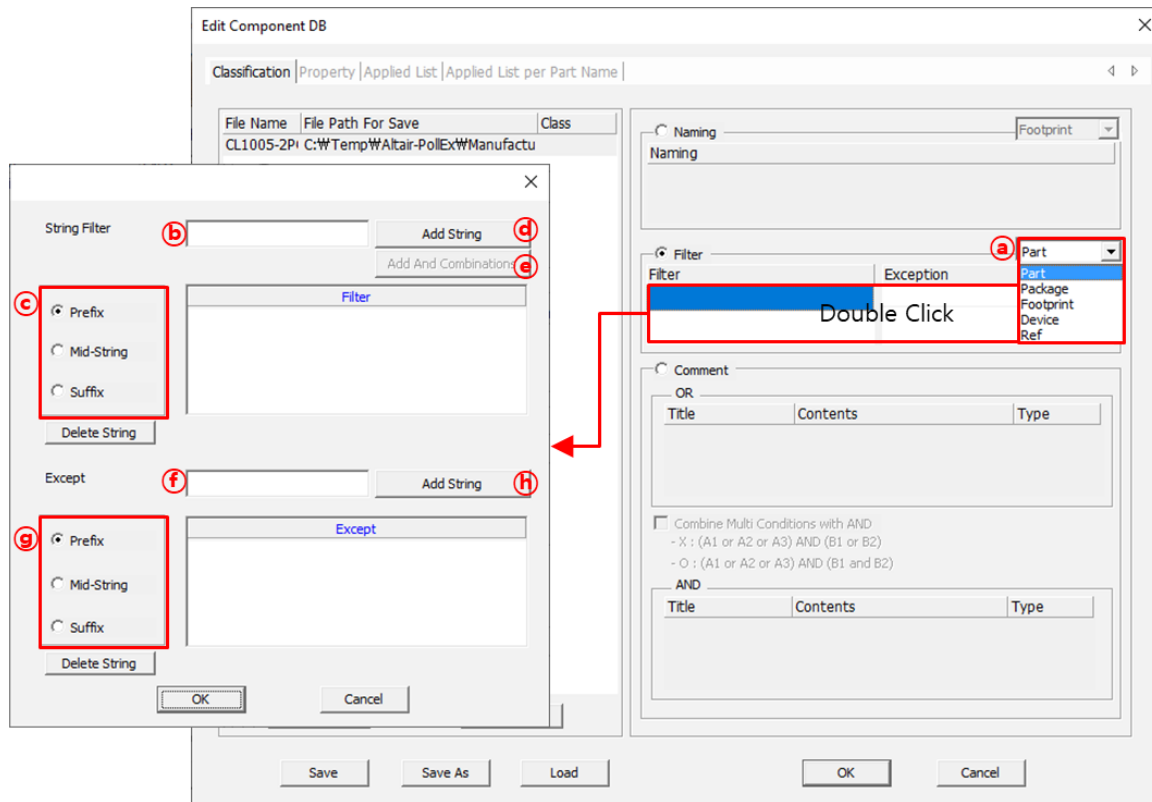 Edit Component DB
Classification Property Applied List Applied List per Part Name
File Name File Path For Save Class
CL1005-2P C:₩Temp₩Altair-PollEx₩Manufactu
Naming Footprint
Naming
ⓐ Part
Filter
Filter Exception
Part
Package
Footprint
Device
Ref
Double Click
Comment
OR
Title Contents Type
Combine Multi Conditions with AND
- X : (A1 or A2 or A3) AND (B1 or B2)
- O : (A1 or A2 or A3) AND (B1 and B2)
AND
Title Contents Type
Save Save As Load OK Cancel
String Filter ⓑ Add String ⓓ
Add And Combinations ⓔ
ⓒ Prefix
Mid-String
Suffix
Filter
Delete String
Except ⓕ Add String ⓗ
ⓖ Prefix
Mid-String
Suffix
Except
Delete String
OK Cancel